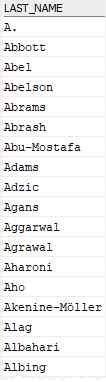 LAST_NAME
A.
Abbott
Abel
Abelson
Abrams
Abrash
Abu-Mostafa
Adams
Adzic
Agans
Aggarwal
Agrawal
Aharoni
Aho
Akenine-Möller
Alag
Albahari
Albing